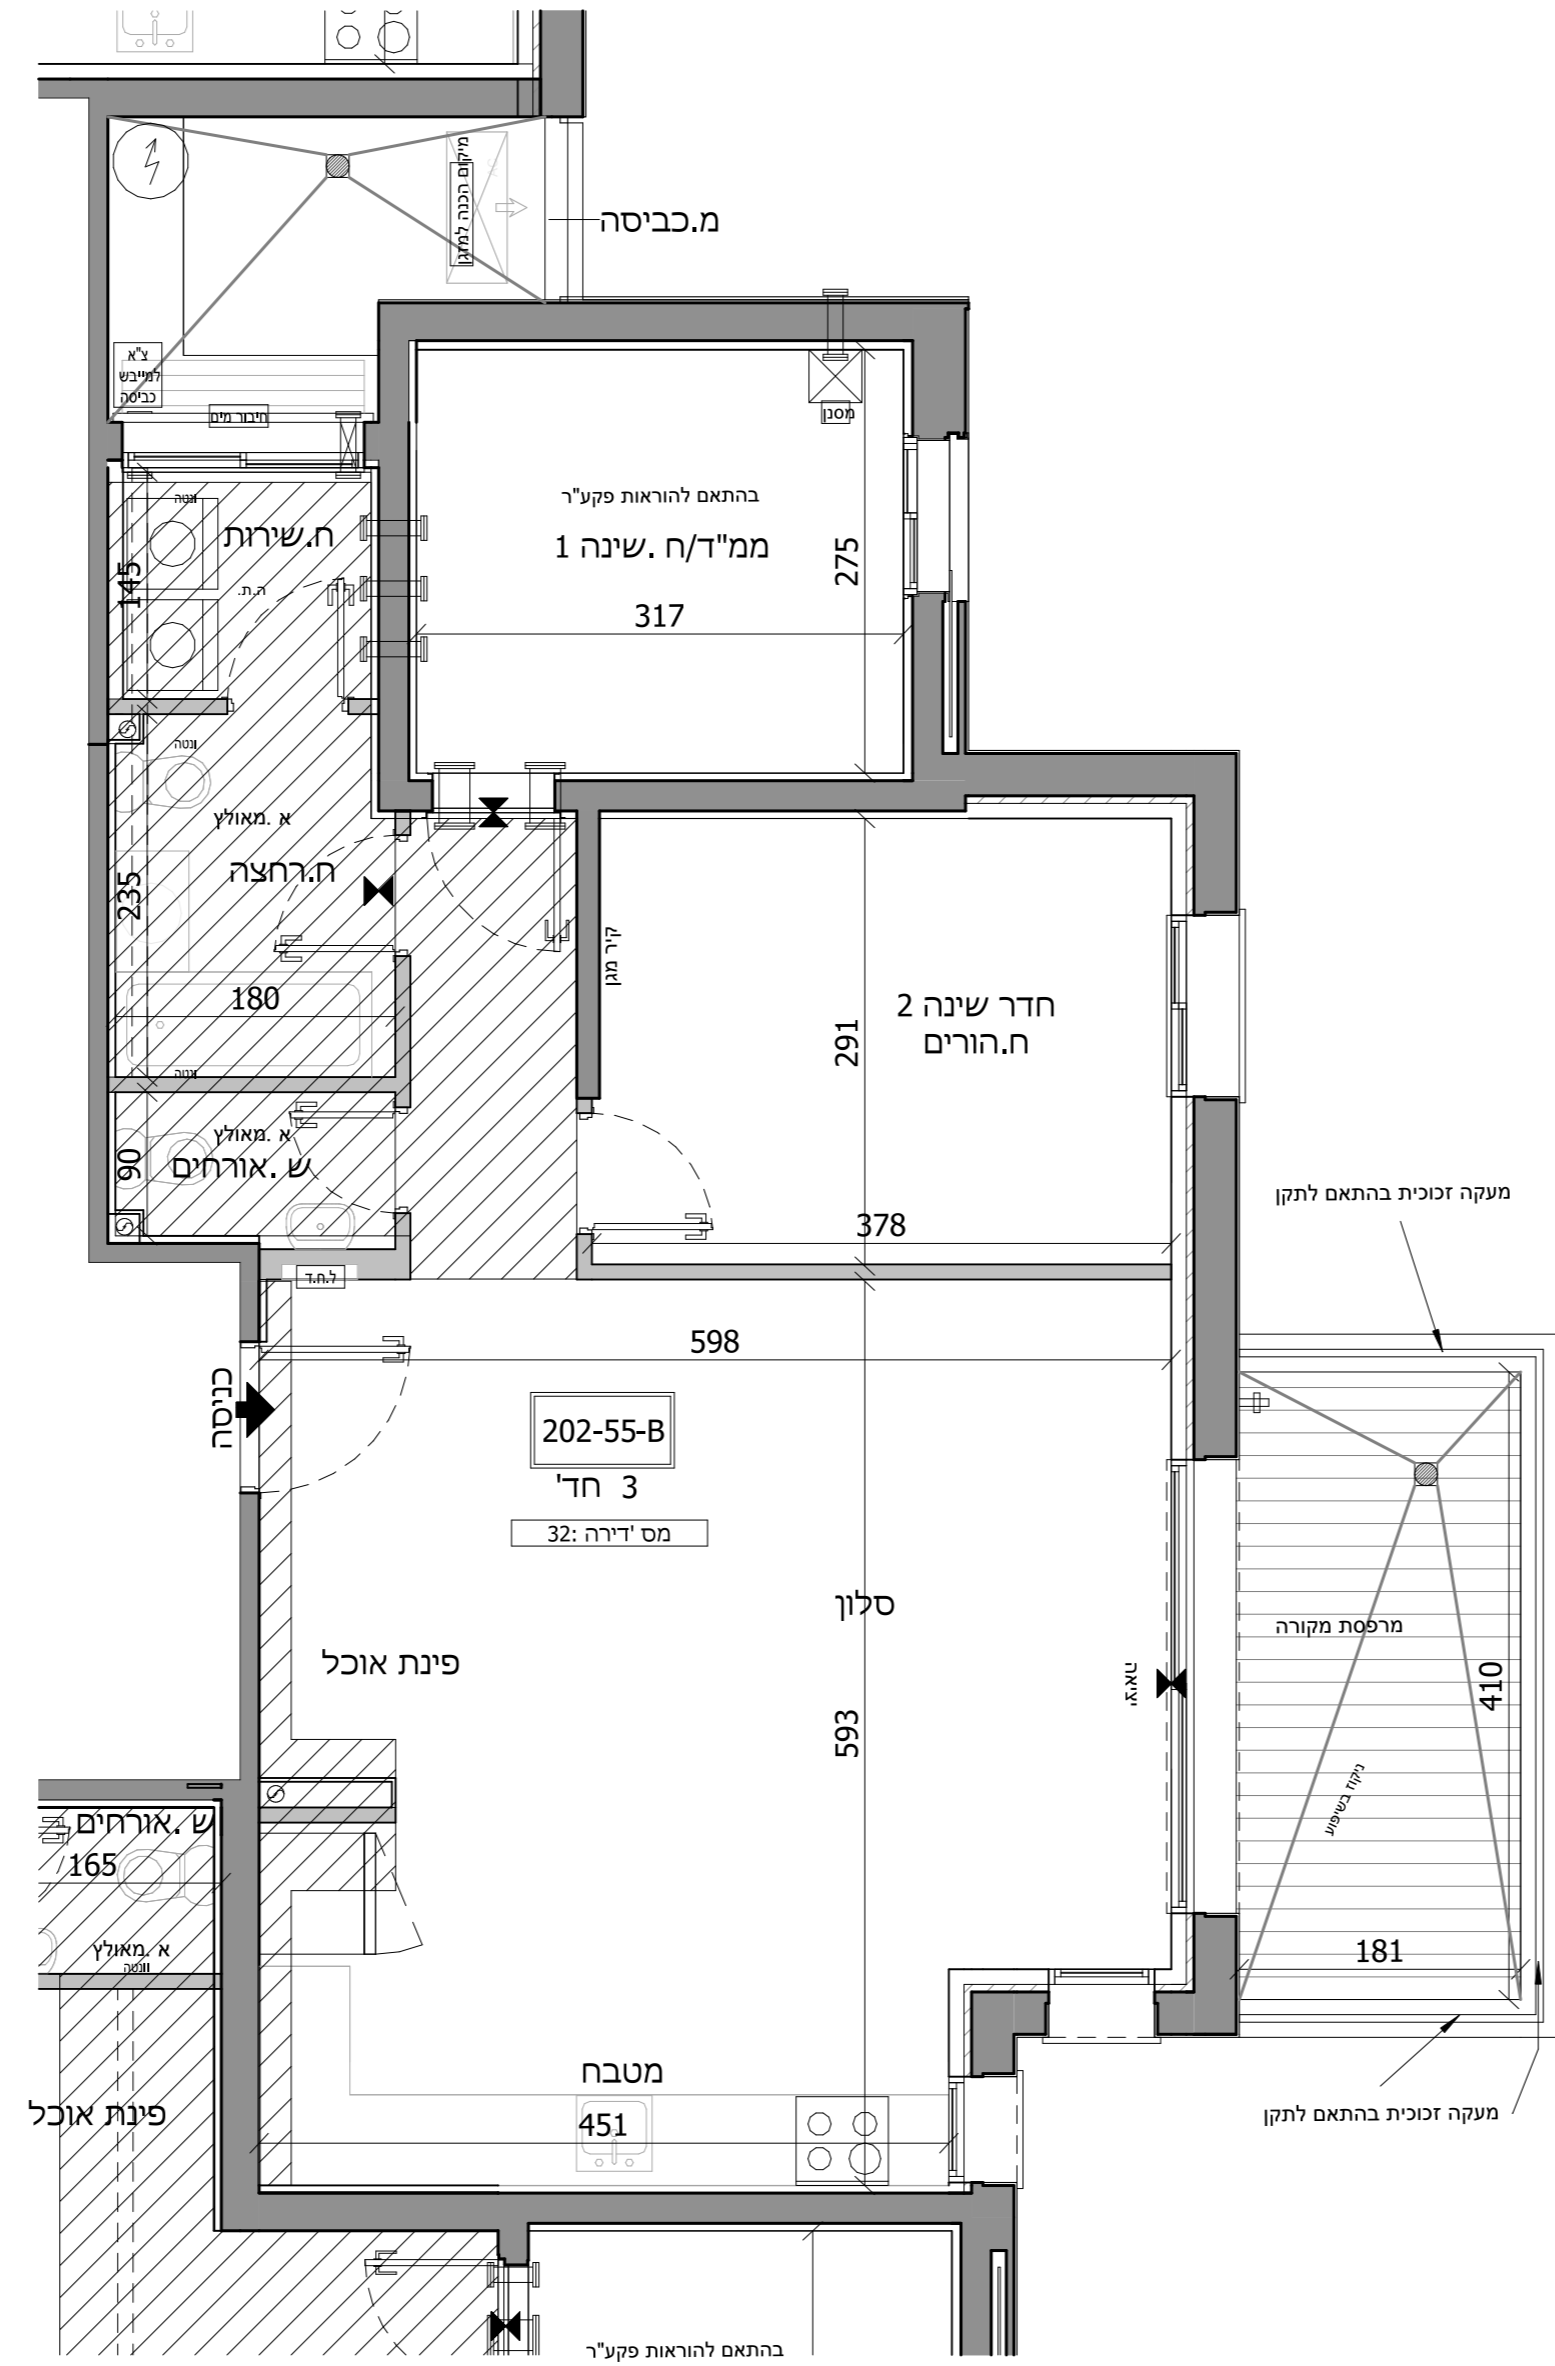 מ.כביסה
מיקום הכנה למזגן
צ"א
למייבש
כביסה
חיבור מים
מסנן
ונטה
ח.שירות
בהתאם להוראות פקע"ר
ממ"ד/ח .שינה 1
275
145
ה.ת.
317
ונטה
א .מאולץ
ח.רחצה
235
קיר מגן
180
חדר שינה 2
ח.הורים
291
ונטה
א .מאולץ
90
ש .אורחים
מעקה זכוכית בהתאם לתקן
378
ל.ח.ד
598
כניסה
202-55-B
3 חד'
מס 'דירה :32
סלון
מרפסת מקורה
פינת אוכל
יציאה
410
593
ניקוז בשיפוע
ש .אורחים
165
א .מאולץ
וונטה
181
מטבח
פינת אוכל
451
מעקה זכוכית בהתאם לתקן
בהתאם להוראות פקע"ר